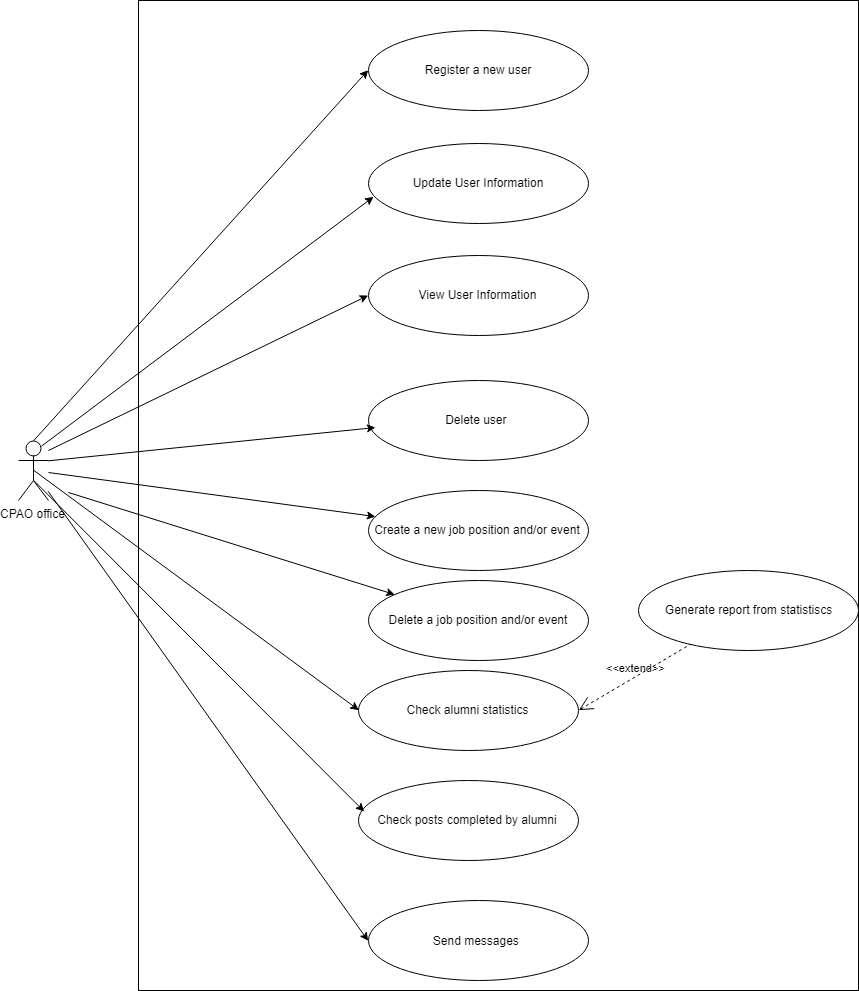 Register a new user
Update User Information
View User Information
Delete user
CPAO office
Create a new job position and/or event
Delete a job position and/or event
Generate report from statistiscs
<<extend>>
Check alumni statistics
Check posts completed by alumni
Send messages